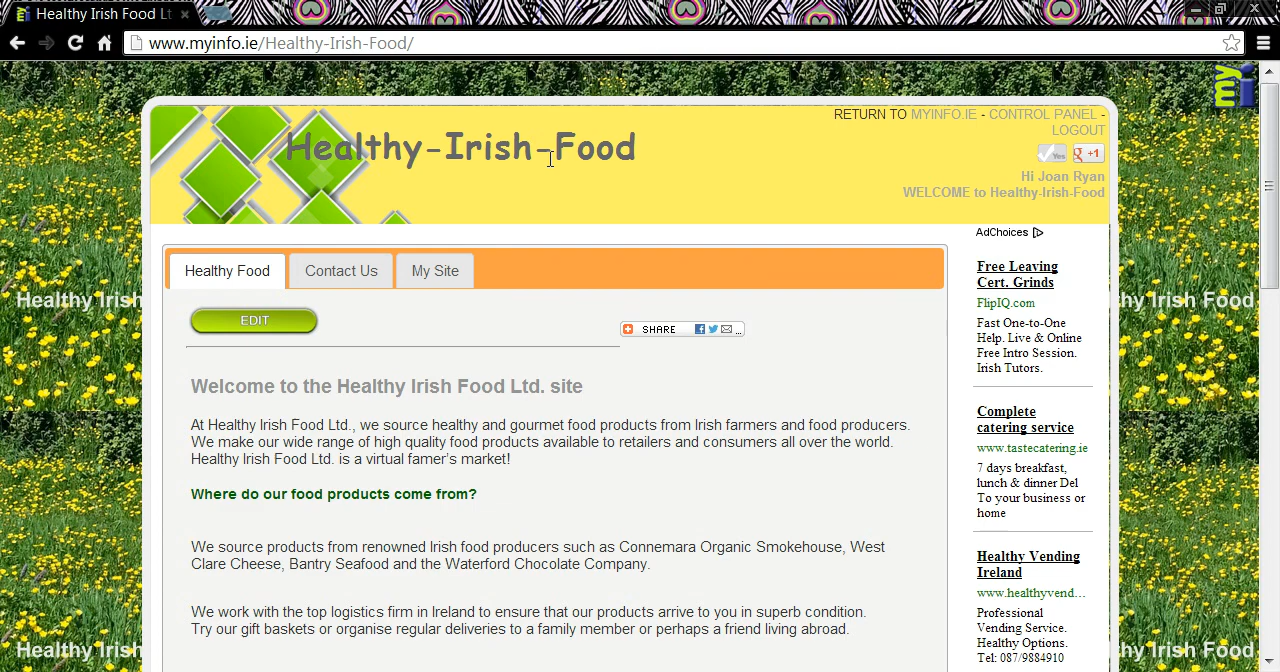 Healthy Irish Food Lt
www.myinfo.ie/Healthy-Irish-Food/
my i
RETURN TO MYINFO.IE - CONTROL PANEL -
LOGOUT
Healthy-Irish-Food
Yes
+1
Hi Joan Ryan
WELCOME to Healthy-Irish-Food
Healthy Food
Contact Us
My Site
EDIT
SHARE
Welcome to the Healthy Irish Food Ltd. site
At Healthy Irish Food Ltd., we source healthy and gourmet food products from Irish farmers and food producers.
We make our wide range of high quality food products available to retailers and consumers all over the world.
Healthy Irish Food Ltd. is a virtual famer's market!
Where do our food products come from?
We source products from renowned Irish food producers such as Connemara Organic Smokehouse, West
Clare Cheese, Bantry Seafood and the Waterford Chocolate Company.
We work with the top logistics firm in Ireland to ensure that our products arrive to you in superb condition.
Try our gift baskets or organise regular deliveries to a family member or perhaps a friend living abroad.
AdChoices
Free Leaving
Cert. Grinds
FlipIQ.com
Fast One-to-One
Help. Live & Online
Free Intro Session.
Irish Tutors.
Complete
catering service
www.tastecatering.ie
7 days breakfast,
lunch & dinner Del
To your business or
home
Healthy Vending
Ireland
www.healthyvend...
Professional
Vending Service.
Healthy Options.
Tel: 087/9884910
Healthy Irish
hy Irish Food
Healthy Irish
hy Irish Food